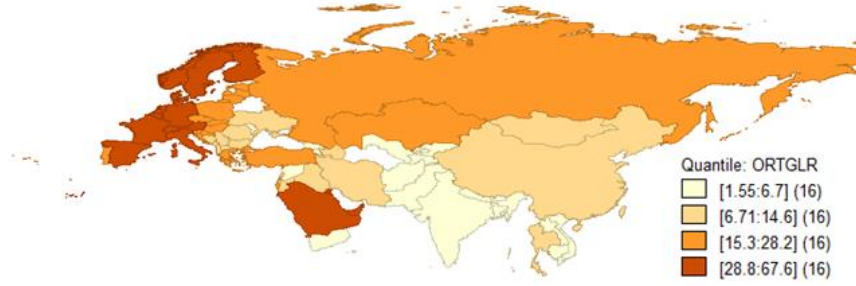 Quantile: ORTGLR
[1.55:6.7] (16)
[6.71:14.6] (16)
[15.3:28.2] (16)
[28.8:67.6] (16)